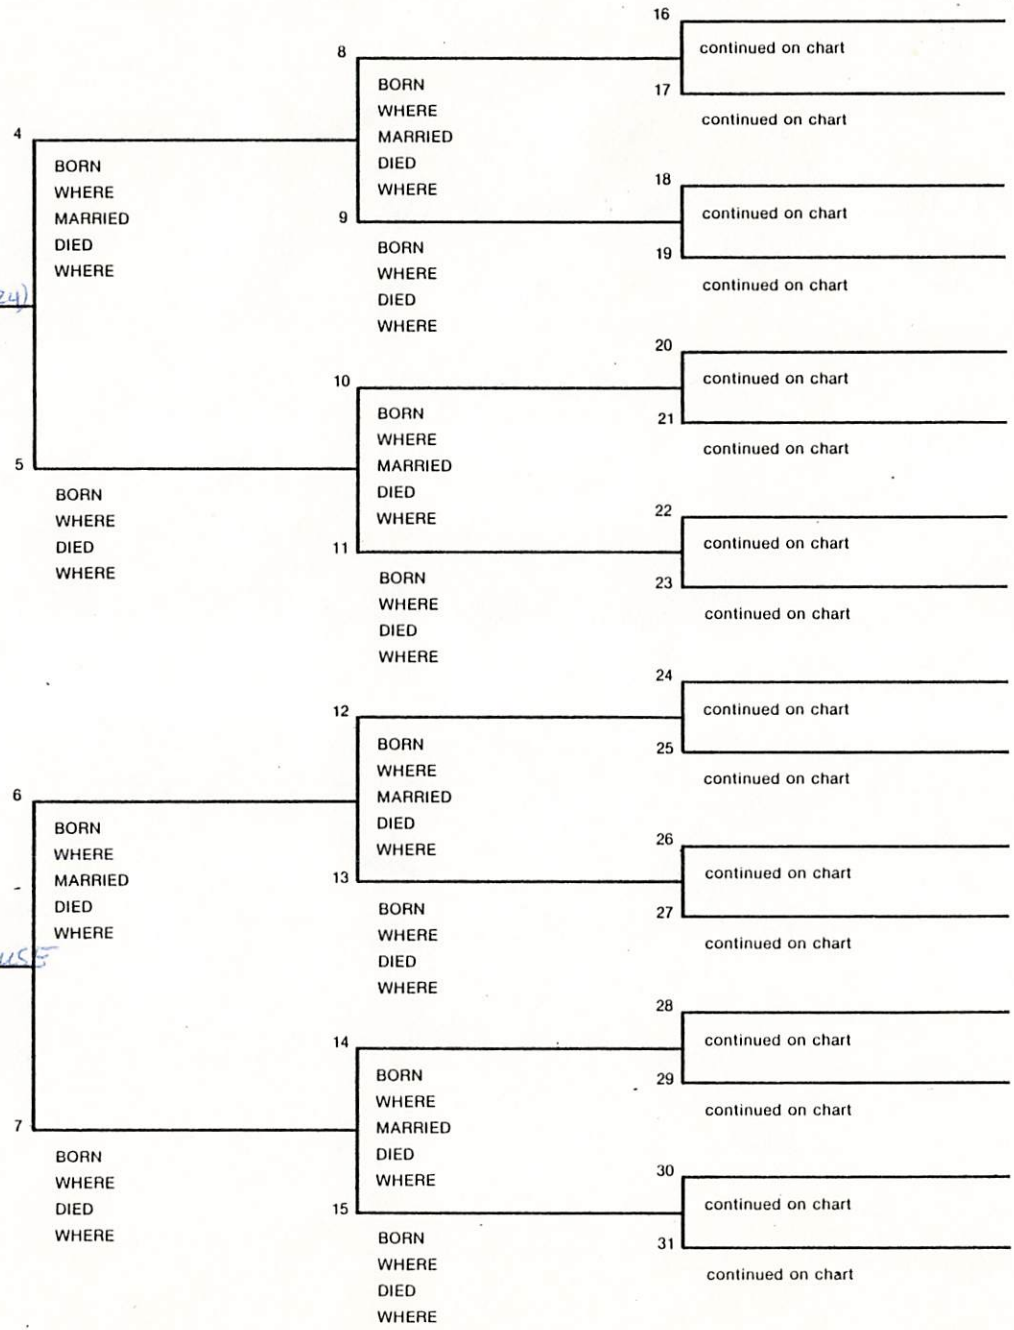 4
BORN
WHERE
MARRIED
DIED
WHERE
24)
5
BORN
WHERE
DIED
WHERE
6
BORN
WHERE
MARRIED
DIED
WHERE
USE
7
BORN
WHERE
DIED
WHERE
8
BORN
WHERE
MARRIED
DIED
WHERE
9
BORN
WHERE
DIED
WHERE
10
BORN
WHERE
MARRIED
DIED
WHERE
11
BORN
WHERE
DIED
WHERE
12
BORN
WHERE
MARRIED
DIED
WHERE
13
BORN
WHERE
DIED
WHERE
14
BORN
WHERE
MARRIED
DIED
WHERE
15
BORN
WHERE
DIED
WHERE
16
continued on chart
17
continued on chart
18
continued on chart
19
continued on chart
20
continued on chart
21
continued on chart
22
continued on chart
23
continued on chart
24
continued on chart
25
continued on chart
26
continued on chart
27
continued on chart
28
continued on chart
29
continued on chart
30
continued on chart
31
continued on chart